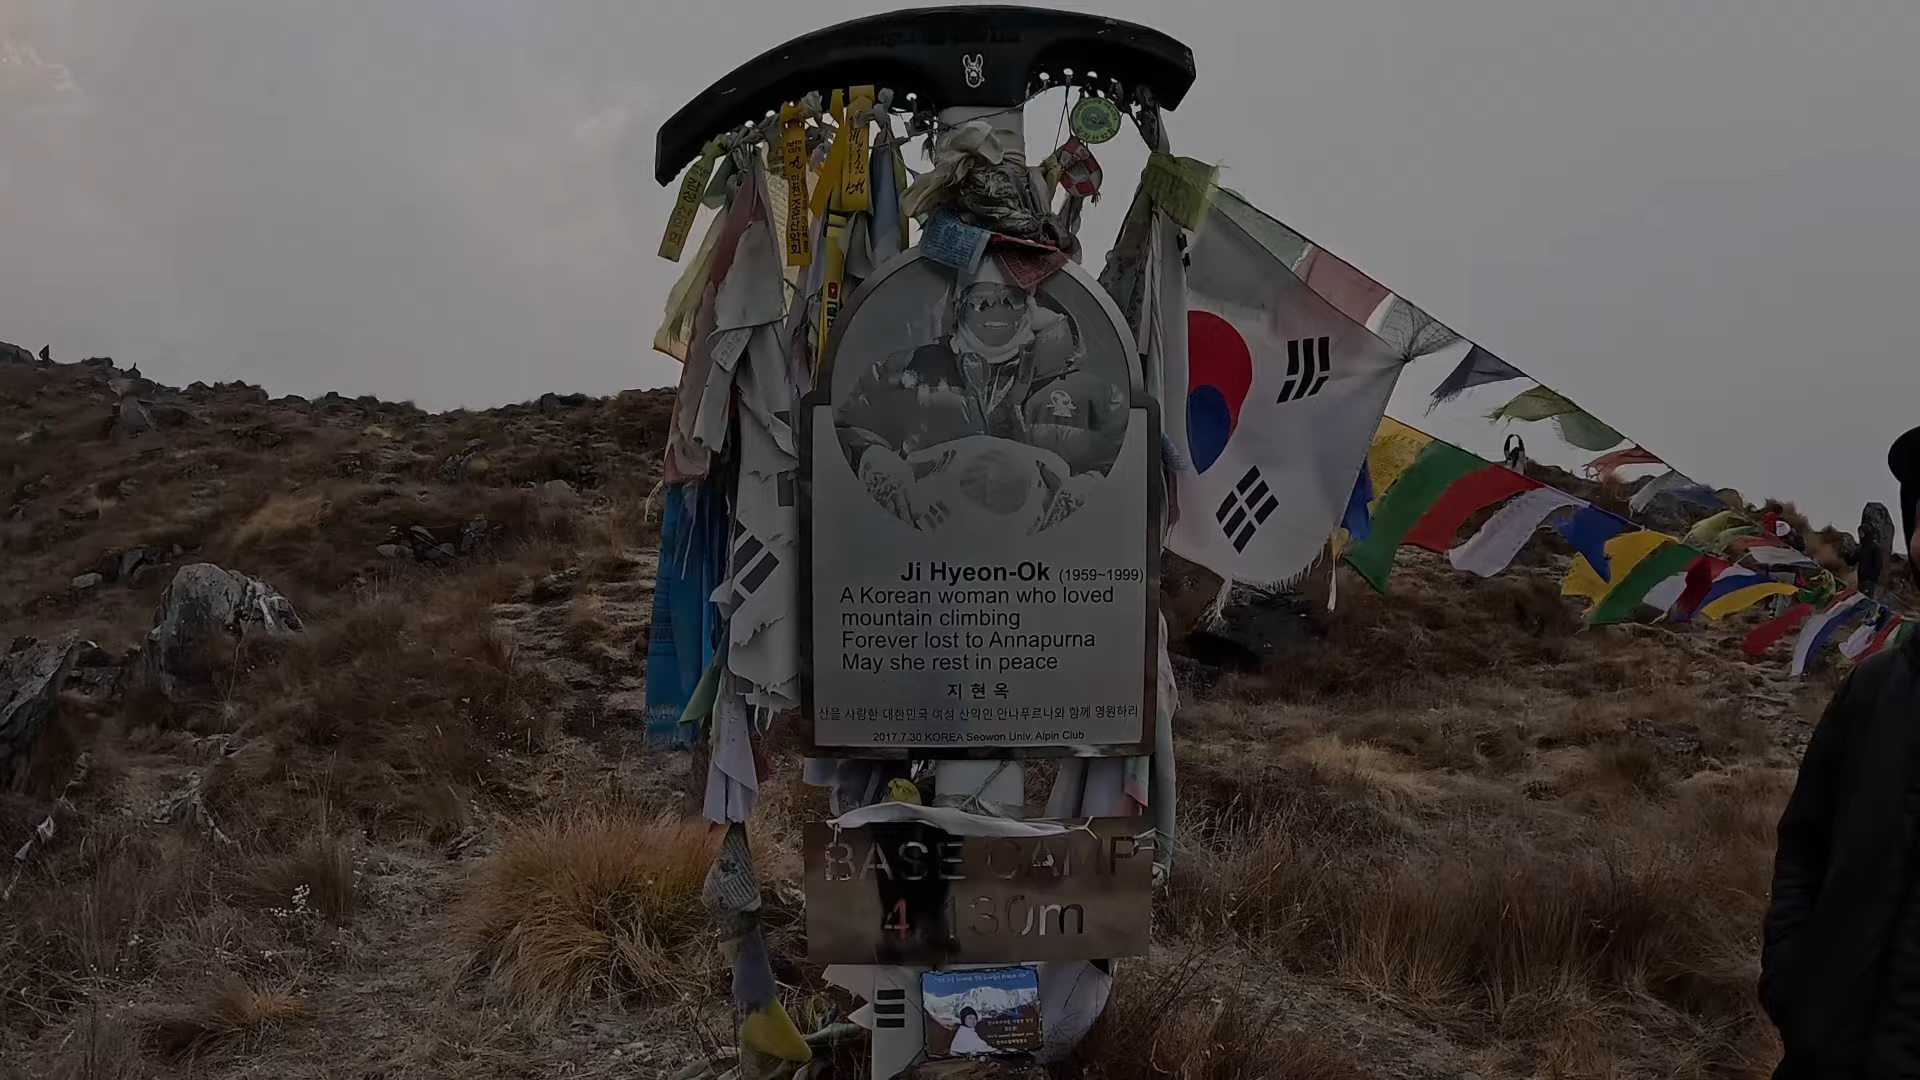 Ji Hyeon-Ok (1959~1999)
A Korean woman who loved
mountain climbing
Forever lost to Annapurna
May she rest in peace
지 현 옥
산을 사랑한 대한민국 여성 산악인 안나푸르나와 함께 영원하리
2017.7.30 KOREA Seowon Univ. Alpin Club
BASE CAMP
4,130m